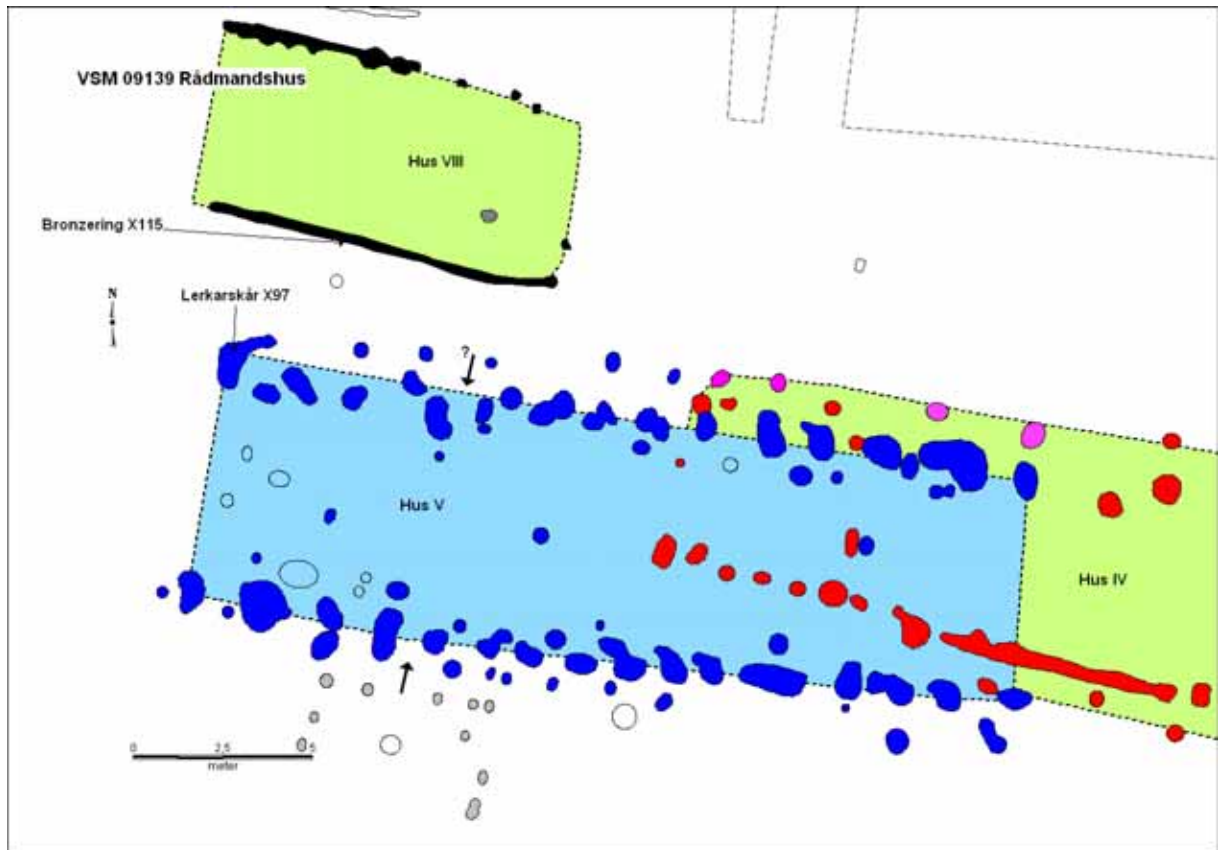 VSM 09139 Rådmandshus
Hus VIII
Bronzering X115
N
Lerkarskår X97
?
Hus V
Hus IV
0 2,5 5
meter